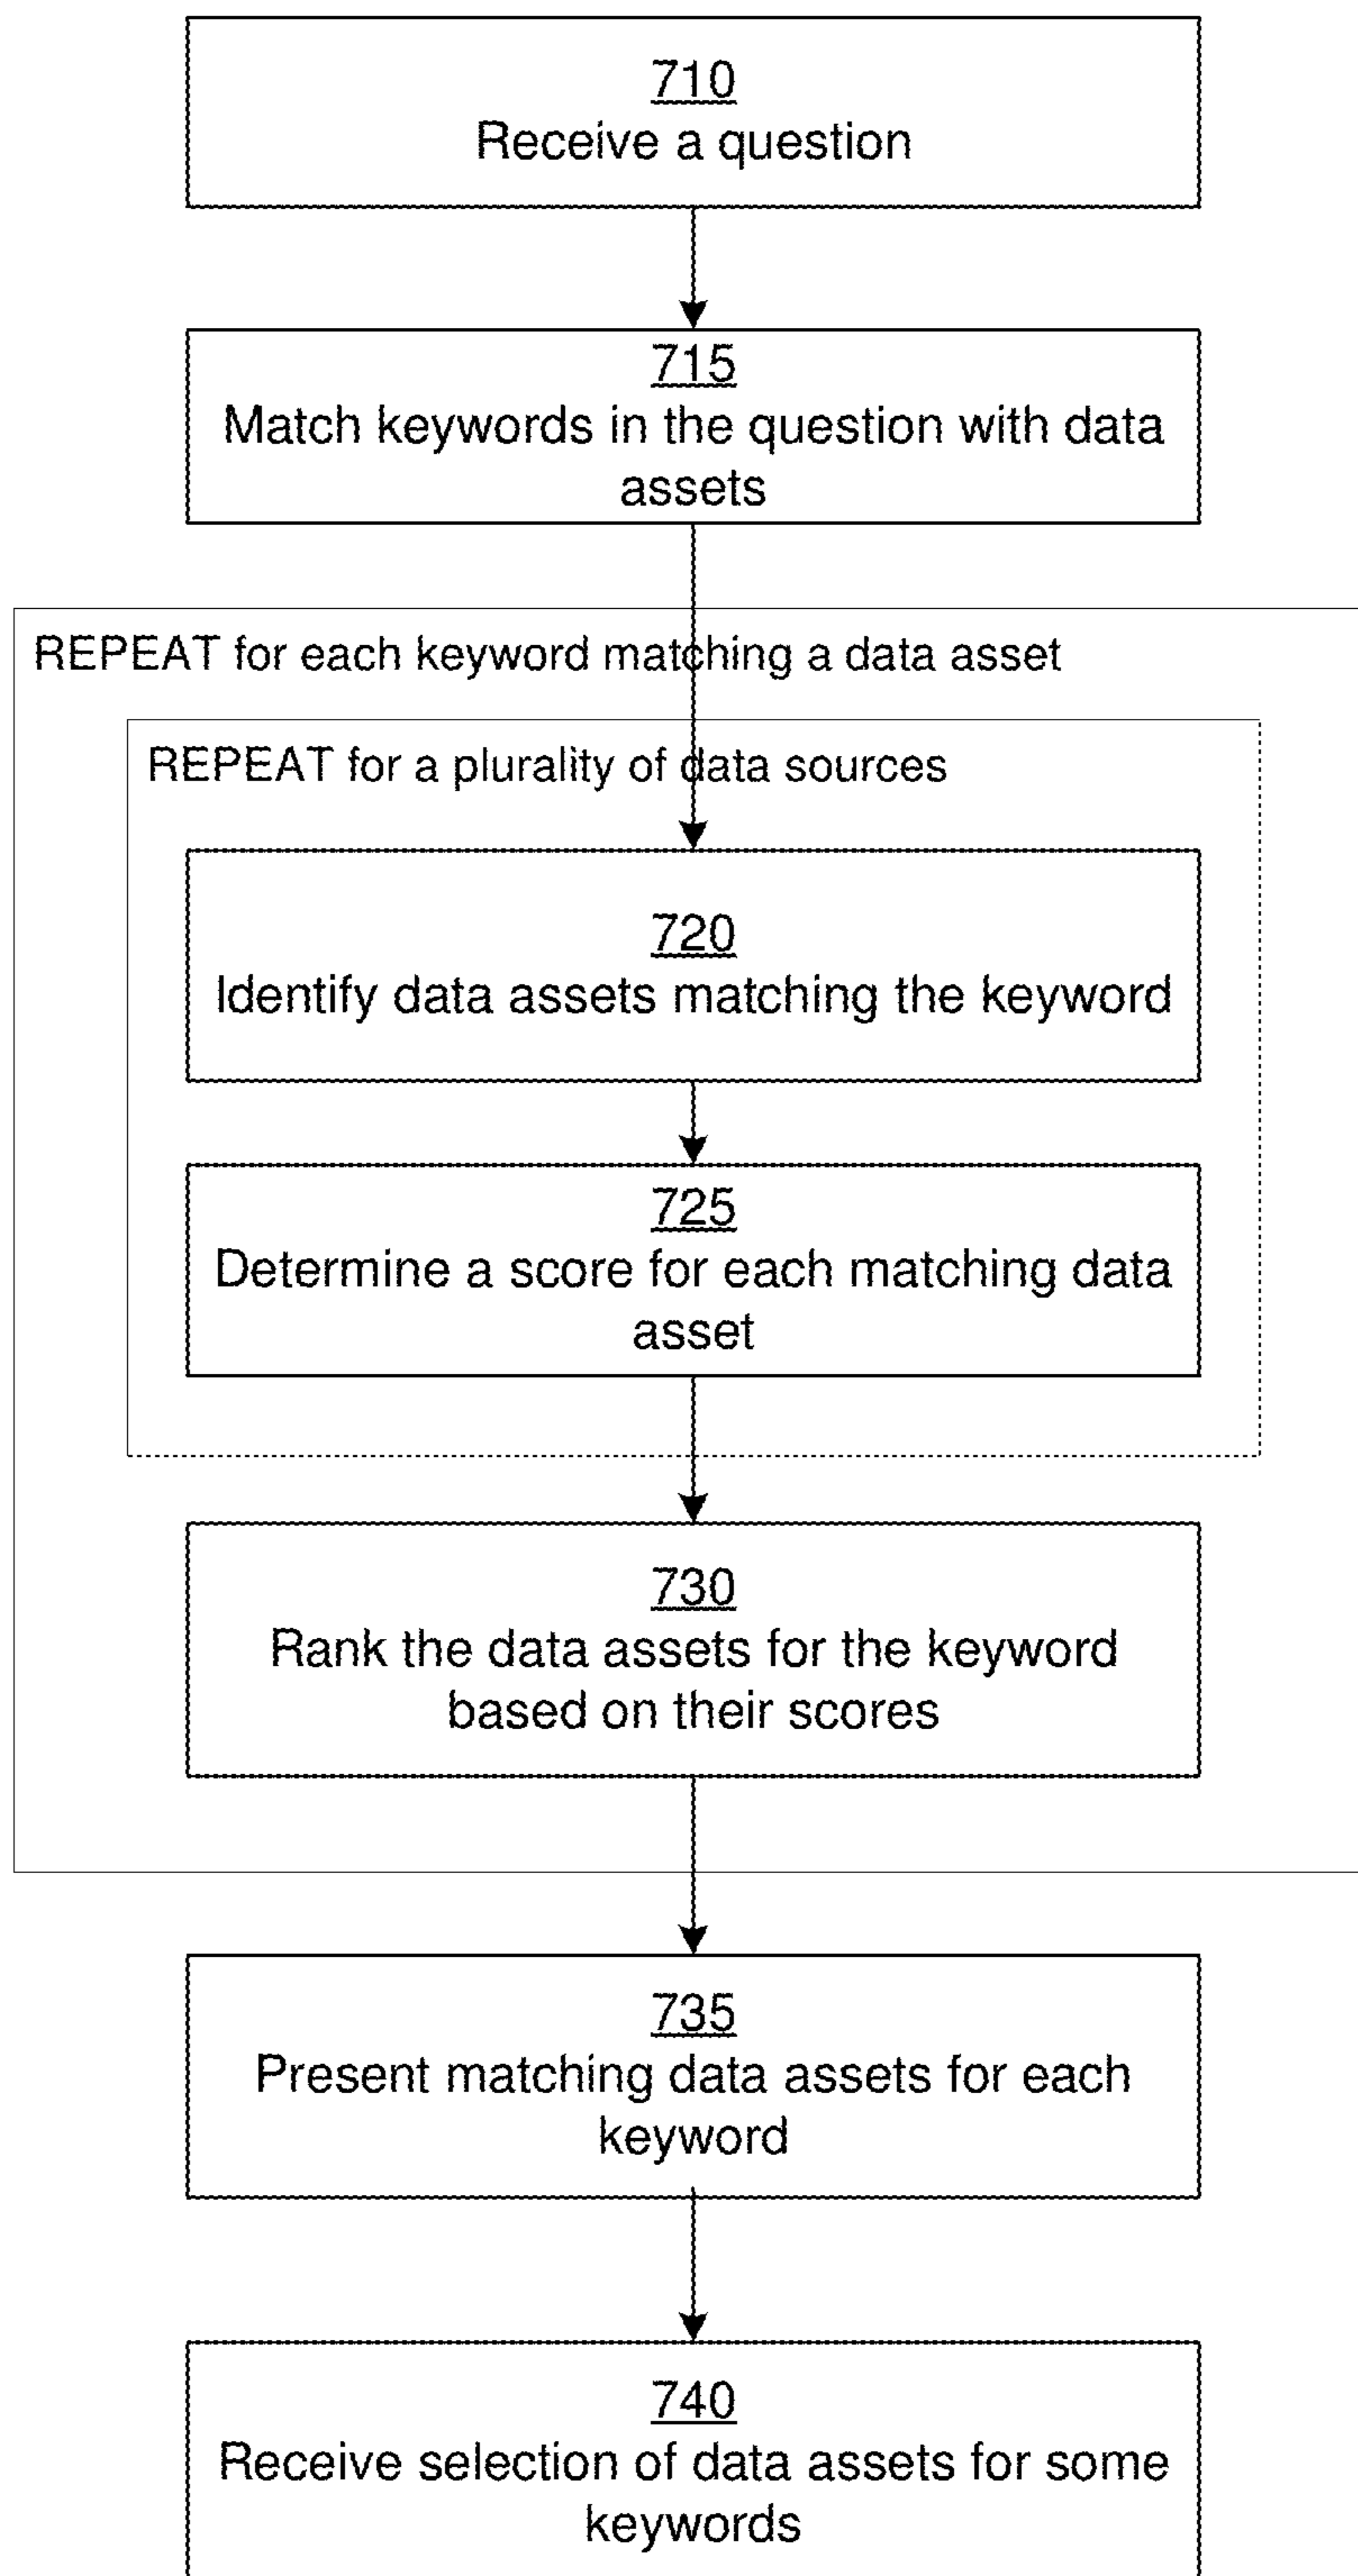 710
Receive a question
715
Match keywords in the question with data
assets
REPEAT for each keyword matching a data asset
REPEAT for a plurality of data sources
720
Identify data assets matching the keyword
725
Determine a score for each matching data
asset
730
Rank the data assets for the keyword
based on their scores
735
Present matching data assets for each
keyword
740
Receive selection of data assets for some
keywords